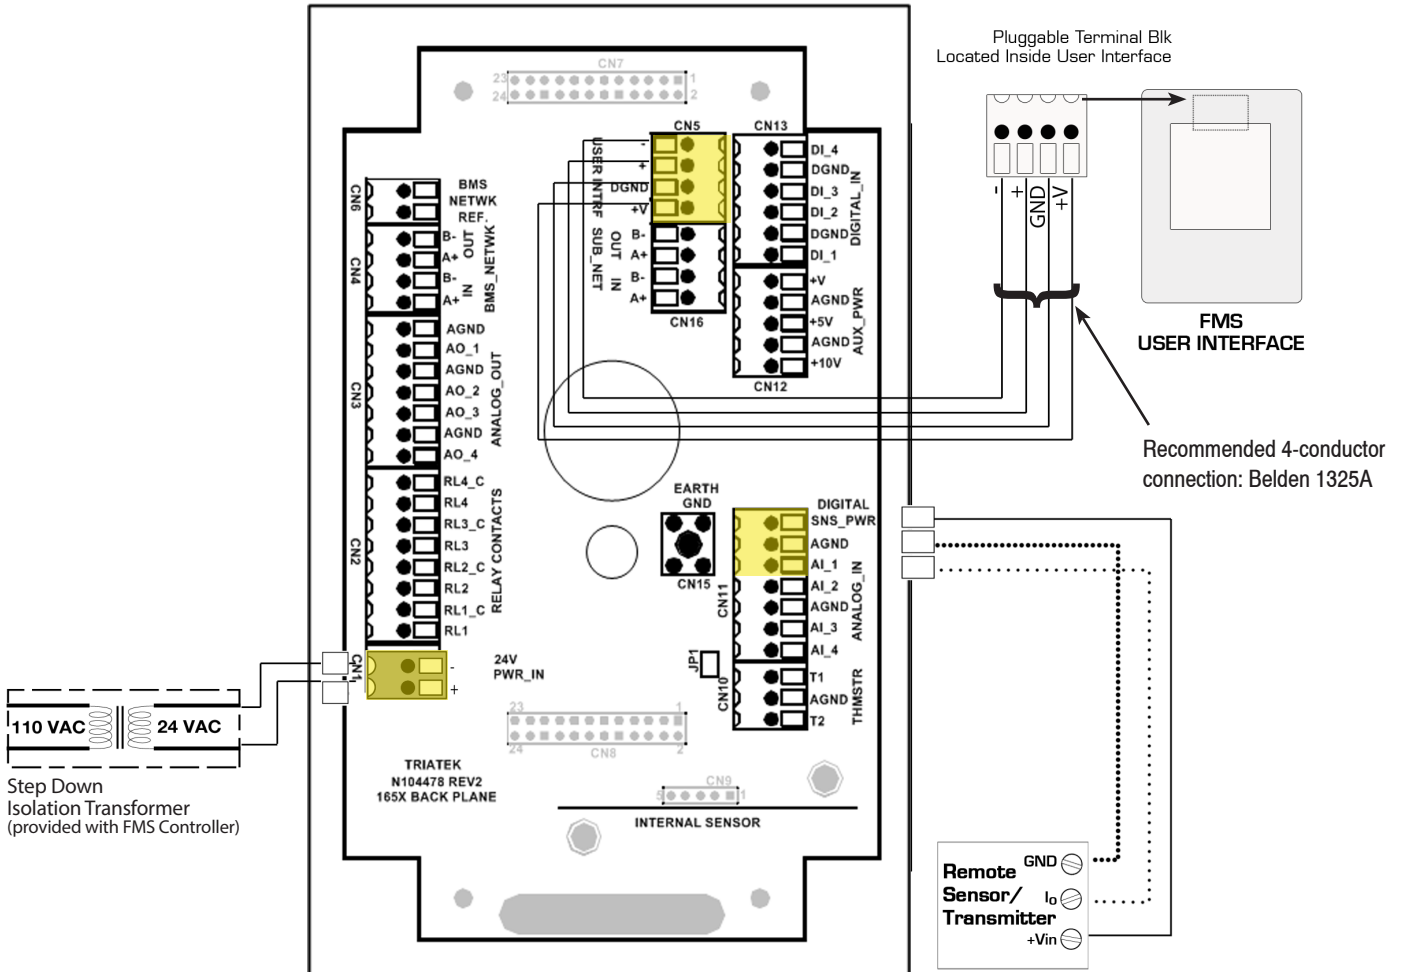 Pluggable Terminal Blk
Located Inside User Interface
- + GND +V
FMS
USER INTERFACE
Recommended 4-conductor
connection: Belden 1325A
CN7
23 1
24 2
CN5
-
+
DGND
+V
USER INTRF
B-
A+
B-
A+
OUT
IN
SUB_NET
CN16
CN13
DI_4
DGND
DI_3
DI_2
DGND
DI_1
DIGITAL_IN
+V
AGND
+5V
AGND
+10V
AUX_PWR
CN12
CN6
BMS
NETWK
REF.
CN4
B-
A+
B-
A+
OUT
IN
BMS_NETWK
CN3
AGND
AO_1
AGND
AO_2
AO_3
AGND
AO_4
ANALOG_OUT
CN2
RL4_C
RL4
RL3_C
RL3
RL2_C
RL2
RL1_C
RL1
RELAY CONTACTS
CN1
-
+
24V
PWR_IN
EARTH
GND
CN15
DIGITAL
SNS_PWR
AGND
AI_1
AI_2
AGND
AI_3
AI_4
ANALOG_IN
CN11
JP1
CN10
T1
AGND
T2
THMSTR
23 1
24 2
CN8
CN9
5 1
INTERNAL SENSOR
TRIATEK
N104478 REV2
165X BACK PLANE
110 VAC
24 VAC
Step Down
Isolation Transformer
(provided with FMS Controller)
Remote
Sensor/
Transmitter
GND
Io
+Vin